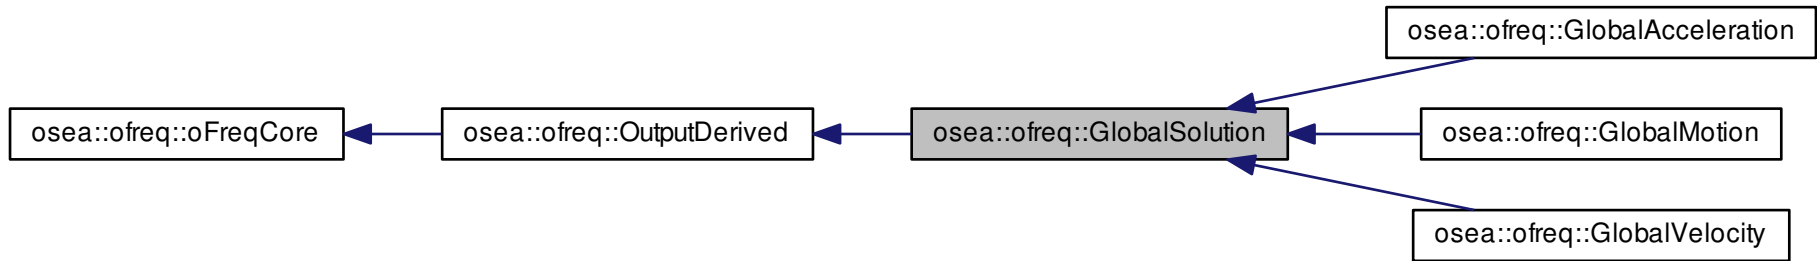 osea::ofreq::GlobalAcceleration
osea::ofreq::oFreqCore
osea::ofreq::OutputDerived
osea::ofreq::GlobalSolution
osea::ofreq::GlobalMotion
osea::ofreq::GlobalVelocity